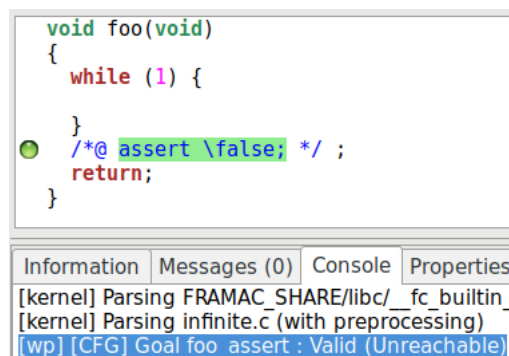 void foo(void)
{
while (1) {
}
/*@ assert \false; */ ;
return;
}
Information Messages (0) Console Properties
[kernel] Parsing FRAMAC_SHARE/libc/__fc_builtin_
[kernel] Parsing infinite.c (with preprocessing)
[wp] [CFG] Goal foo_assert : Valid (Unreachable)